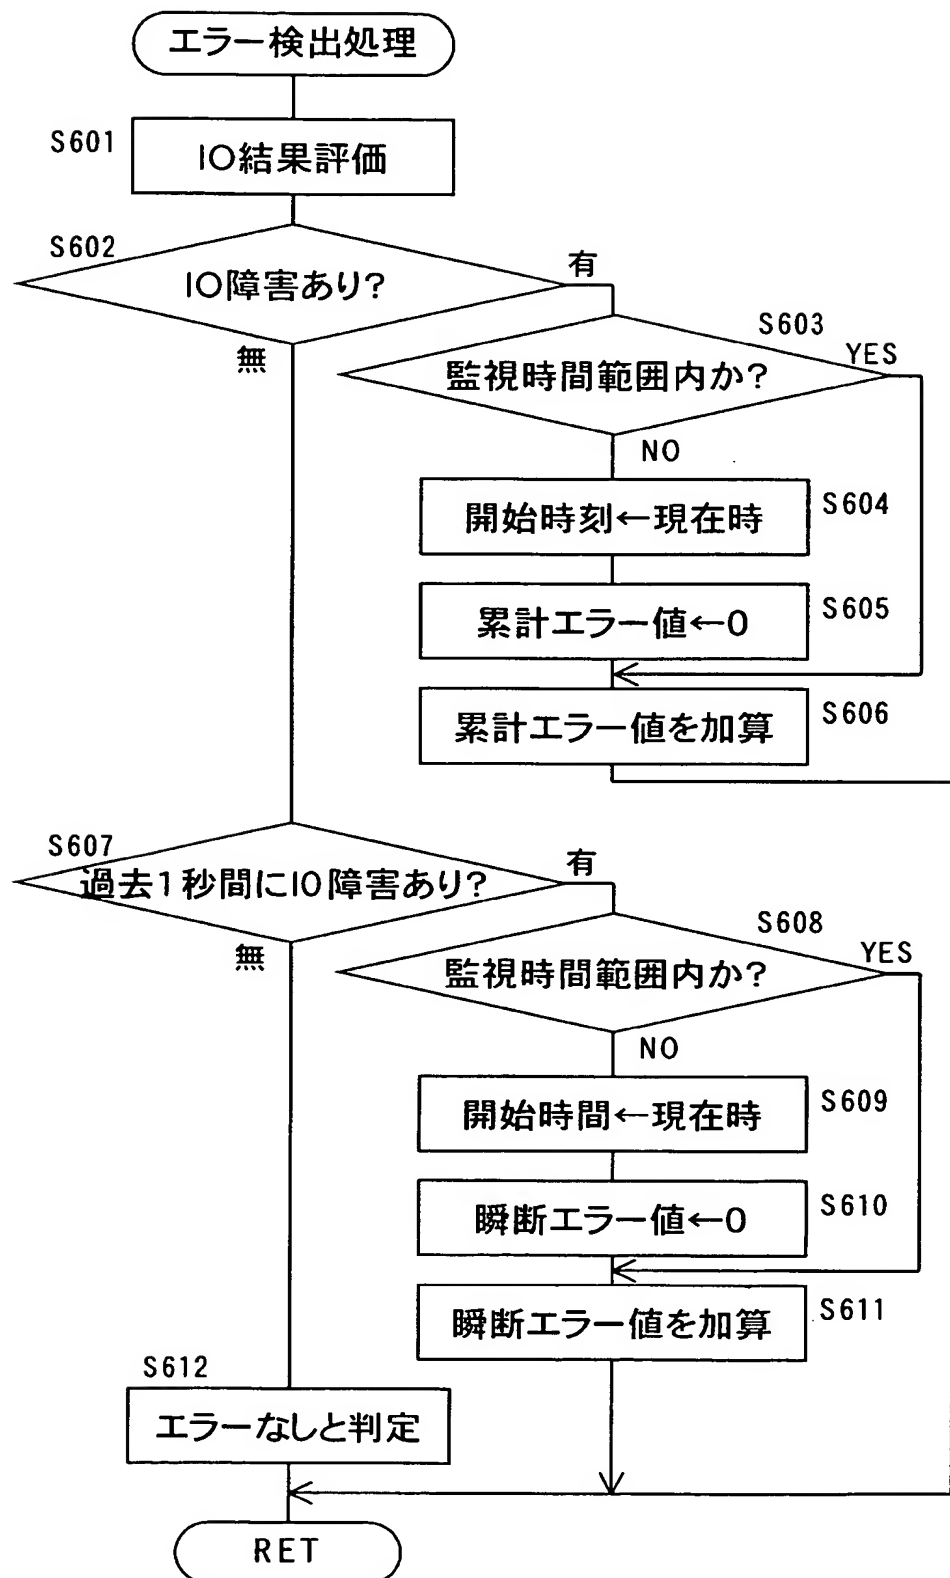 エラー検出処理
S601
IO結果評価
S602
IO障害あり?
有
無
S603
監視時間範囲内か?
YES
NO
開始時刻←現在時
S604
累計エラー値←0
S605
累計エラー値を加算
S606
S607
過去1秒間にIO障害あり?
有
無
S608
監視時間範囲内か?
YES
NO
開始時間←現在時
S609
瞬断エラー値←0
S610
瞬断エラー値を加算
S611
S612
エラーなしと判定
RET